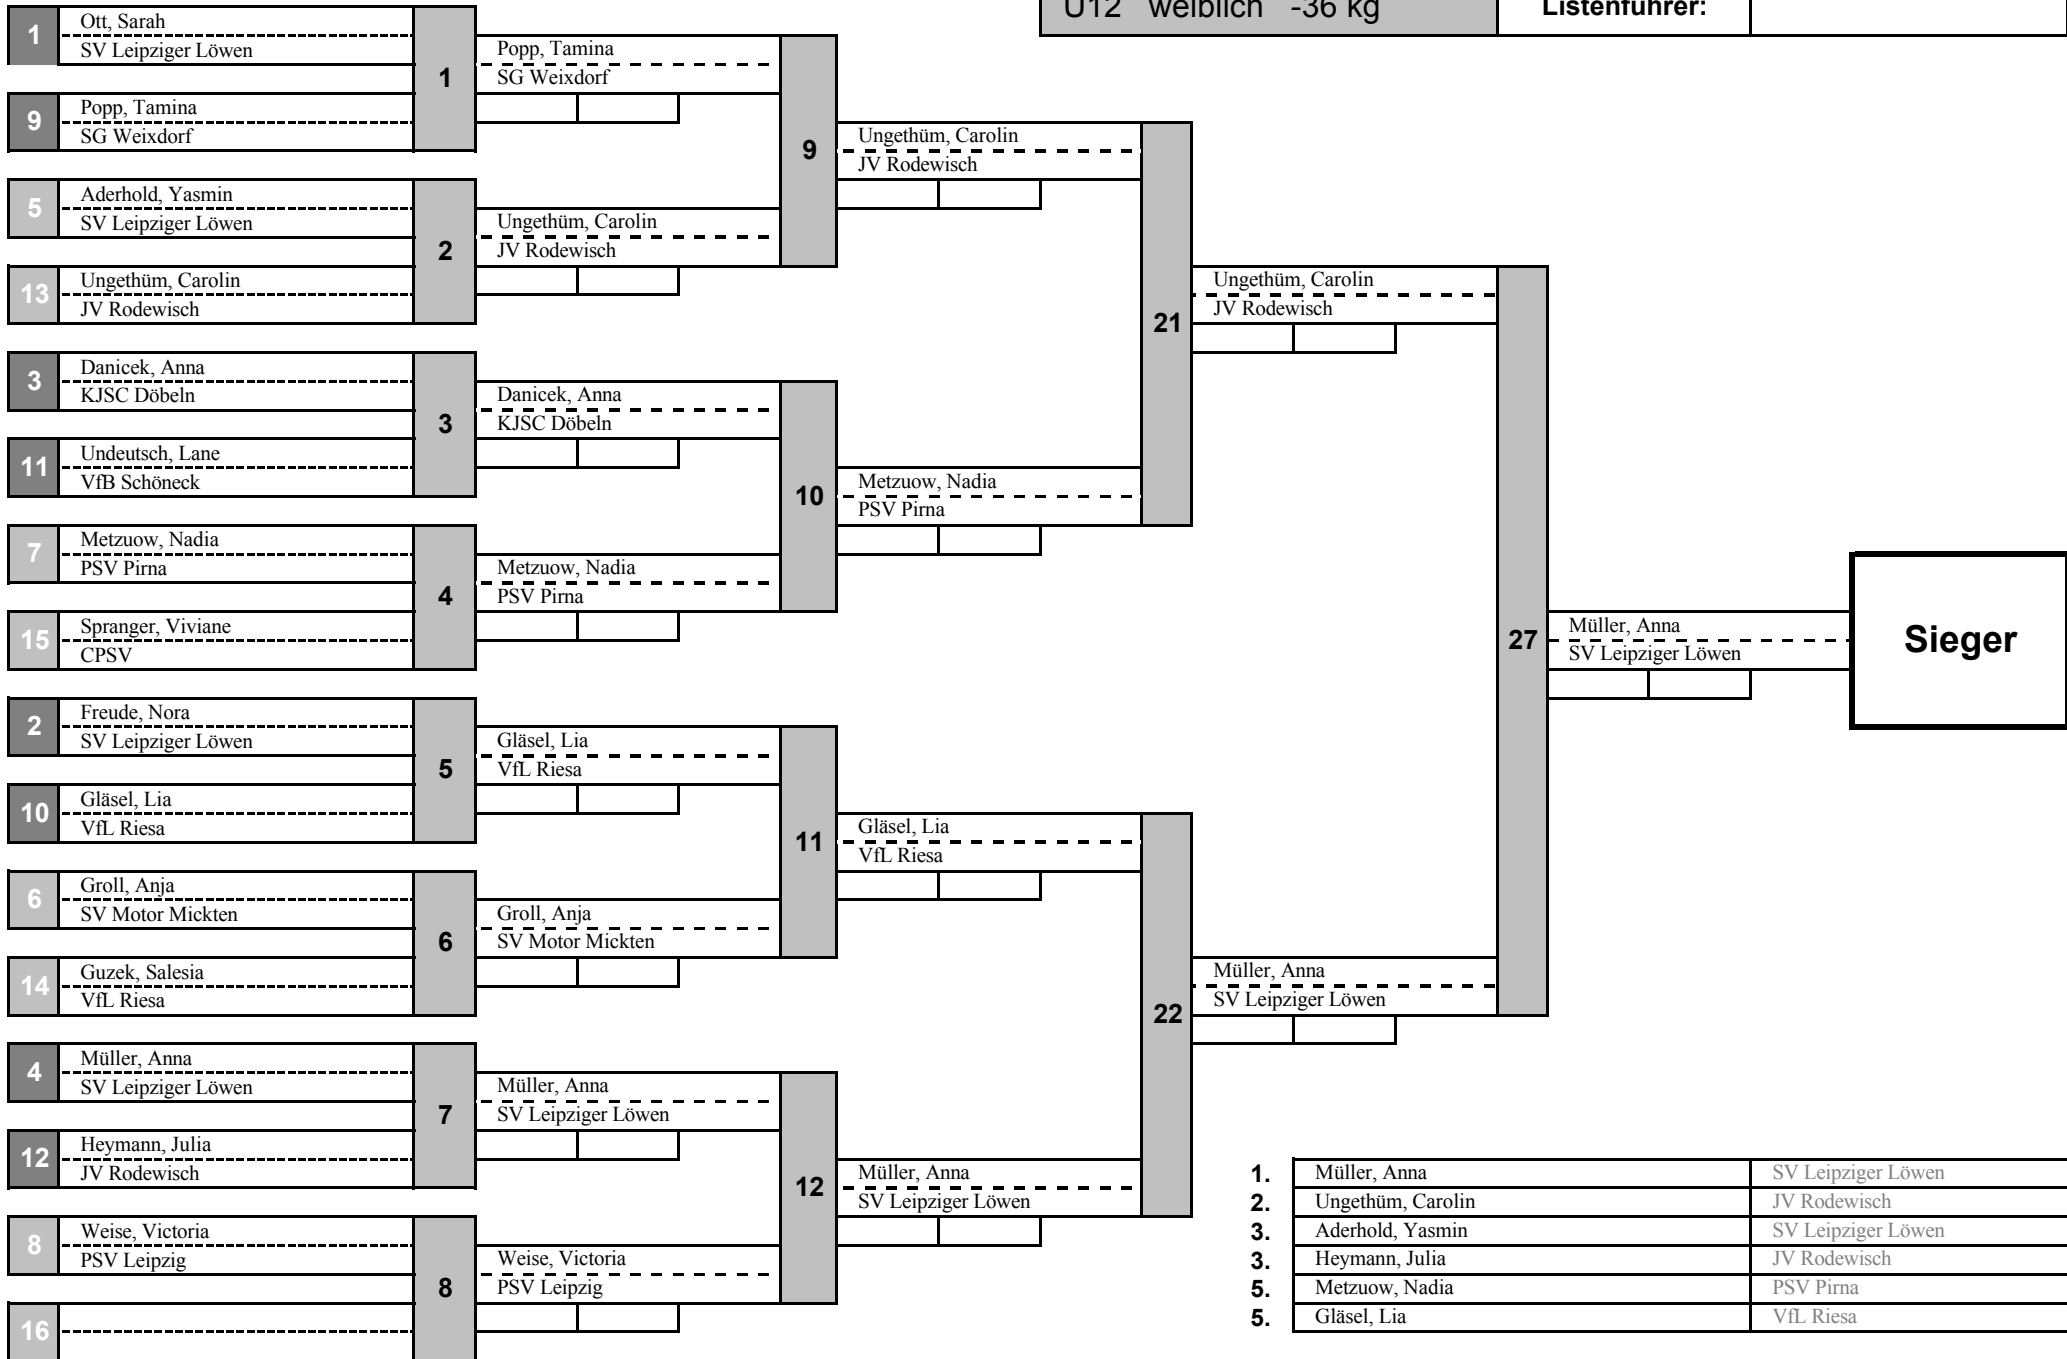 U12 weiblich -36 kg
Listenführer:
1
Ott, Sarah
SV Leipziger Löwen
9
Popp, Tamina
SG Weixdorf
5
Aderhold, Yasmin
SV Leipziger Löwen
13
Ungethüm, Carolin
JV Rodewisch
3
Danicek, Anna
KJSC Döbeln
11
Undeutsch, Lane
VfB Schöneck
7
Metzuow, Nadia
PSV Pirna
15
Spranger, Viviane
CPSV
2
Freude, Nora
SV Leipziger Löwen
10
Gläsel, Lia
VfL Riesa
6
Groll, Anja
SV Motor Mickten
14
Guzek, Salesia
VfL Riesa
4
Müller, Anna
SV Leipziger Löwen
12
Heymann, Julia
JV Rodewisch
8
Weise, Victoria
PSV Leipzig
16
1
Popp, Tamina
SG Weixdorf
2
Ungethüm, Carolin
JV Rodewisch
3
Danicek, Anna
KJSC Döbeln
4
Metzuow, Nadia
PSV Pirna
5
Gläsel, Lia
VfL Riesa
6
Groll, Anja
SV Motor Mickten
7
Müller, Anna
SV Leipziger Löwen
8
Weise, Victoria
PSV Leipzig
9
Ungethüm, Carolin
JV Rodewisch
10
Metzuow, Nadia
PSV Pirna
11
Gläsel, Lia
VfL Riesa
12
Müller, Anna
SV Leipziger Löwen
21
Ungethüm, Carolin
JV Rodewisch
22
Müller, Anna
SV Leipziger Löwen
27
Müller, Anna
SV Leipziger Löwen
Sieger
1. Müller, Anna SV Leipziger Löwen
2. Ungethüm, Carolin JV Rodewisch
3. Aderhold, Yasmin SV Leipziger Löwen
3. Heymann, Julia JV Rodewisch
5. Metzuow, Nadia PSV Pirna
5. Gläsel, Lia VfL Riesa